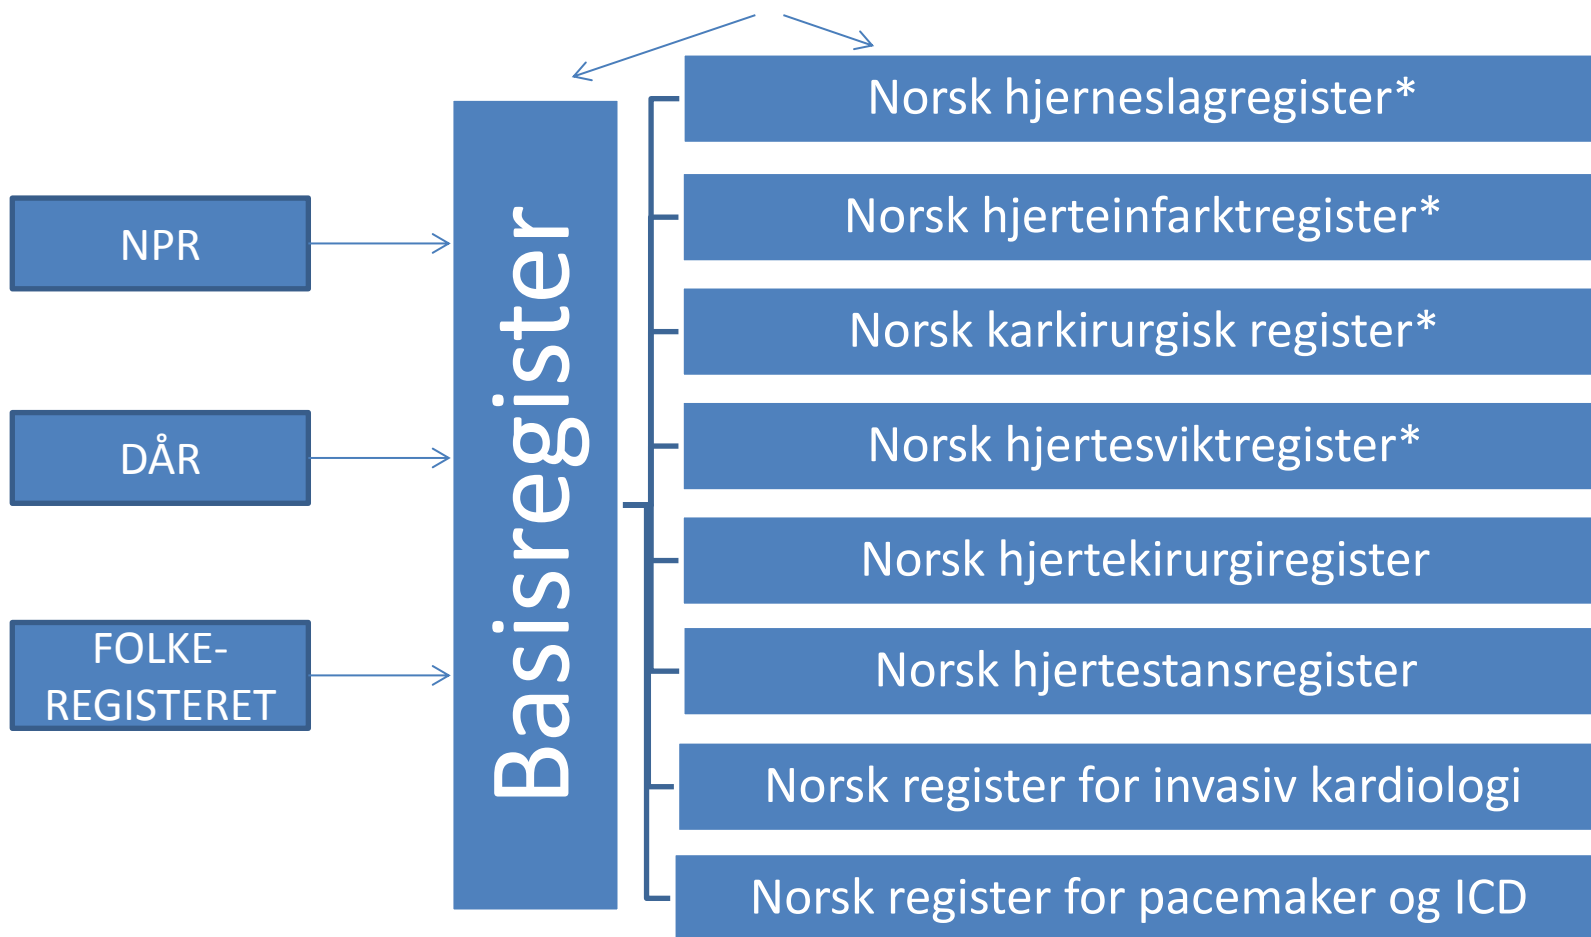 NPR
DÅR
FOLKE-
REGISTERET
Basisregister
Norsk hjerneslagregister*
Norsk hjerteinfarktregister*
Norsk karkirurgisk register*
Norsk hjertesviktregister*
Norsk hjertekirurgiregister
Norsk hjertestansregister
Norsk register for invasiv kardiologi
Norsk register for pacemaker og ICD